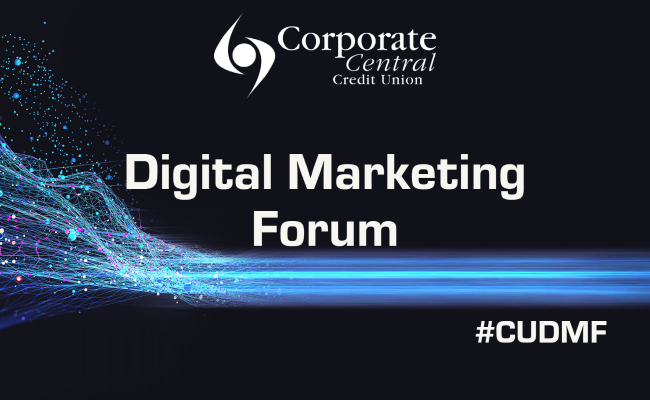 Corporate
Central
Credit Union
Digital Marketing
Forum
#CUDMF